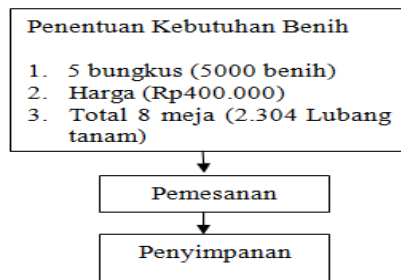 Penentuan Kebutuhan Benih
1. 5 bungkus (5000 benih)
2. Harga (Rp400.000)
3. Total 8 meja (2.304 Lubang
tanam)
Pemesanan
Penyimpanan